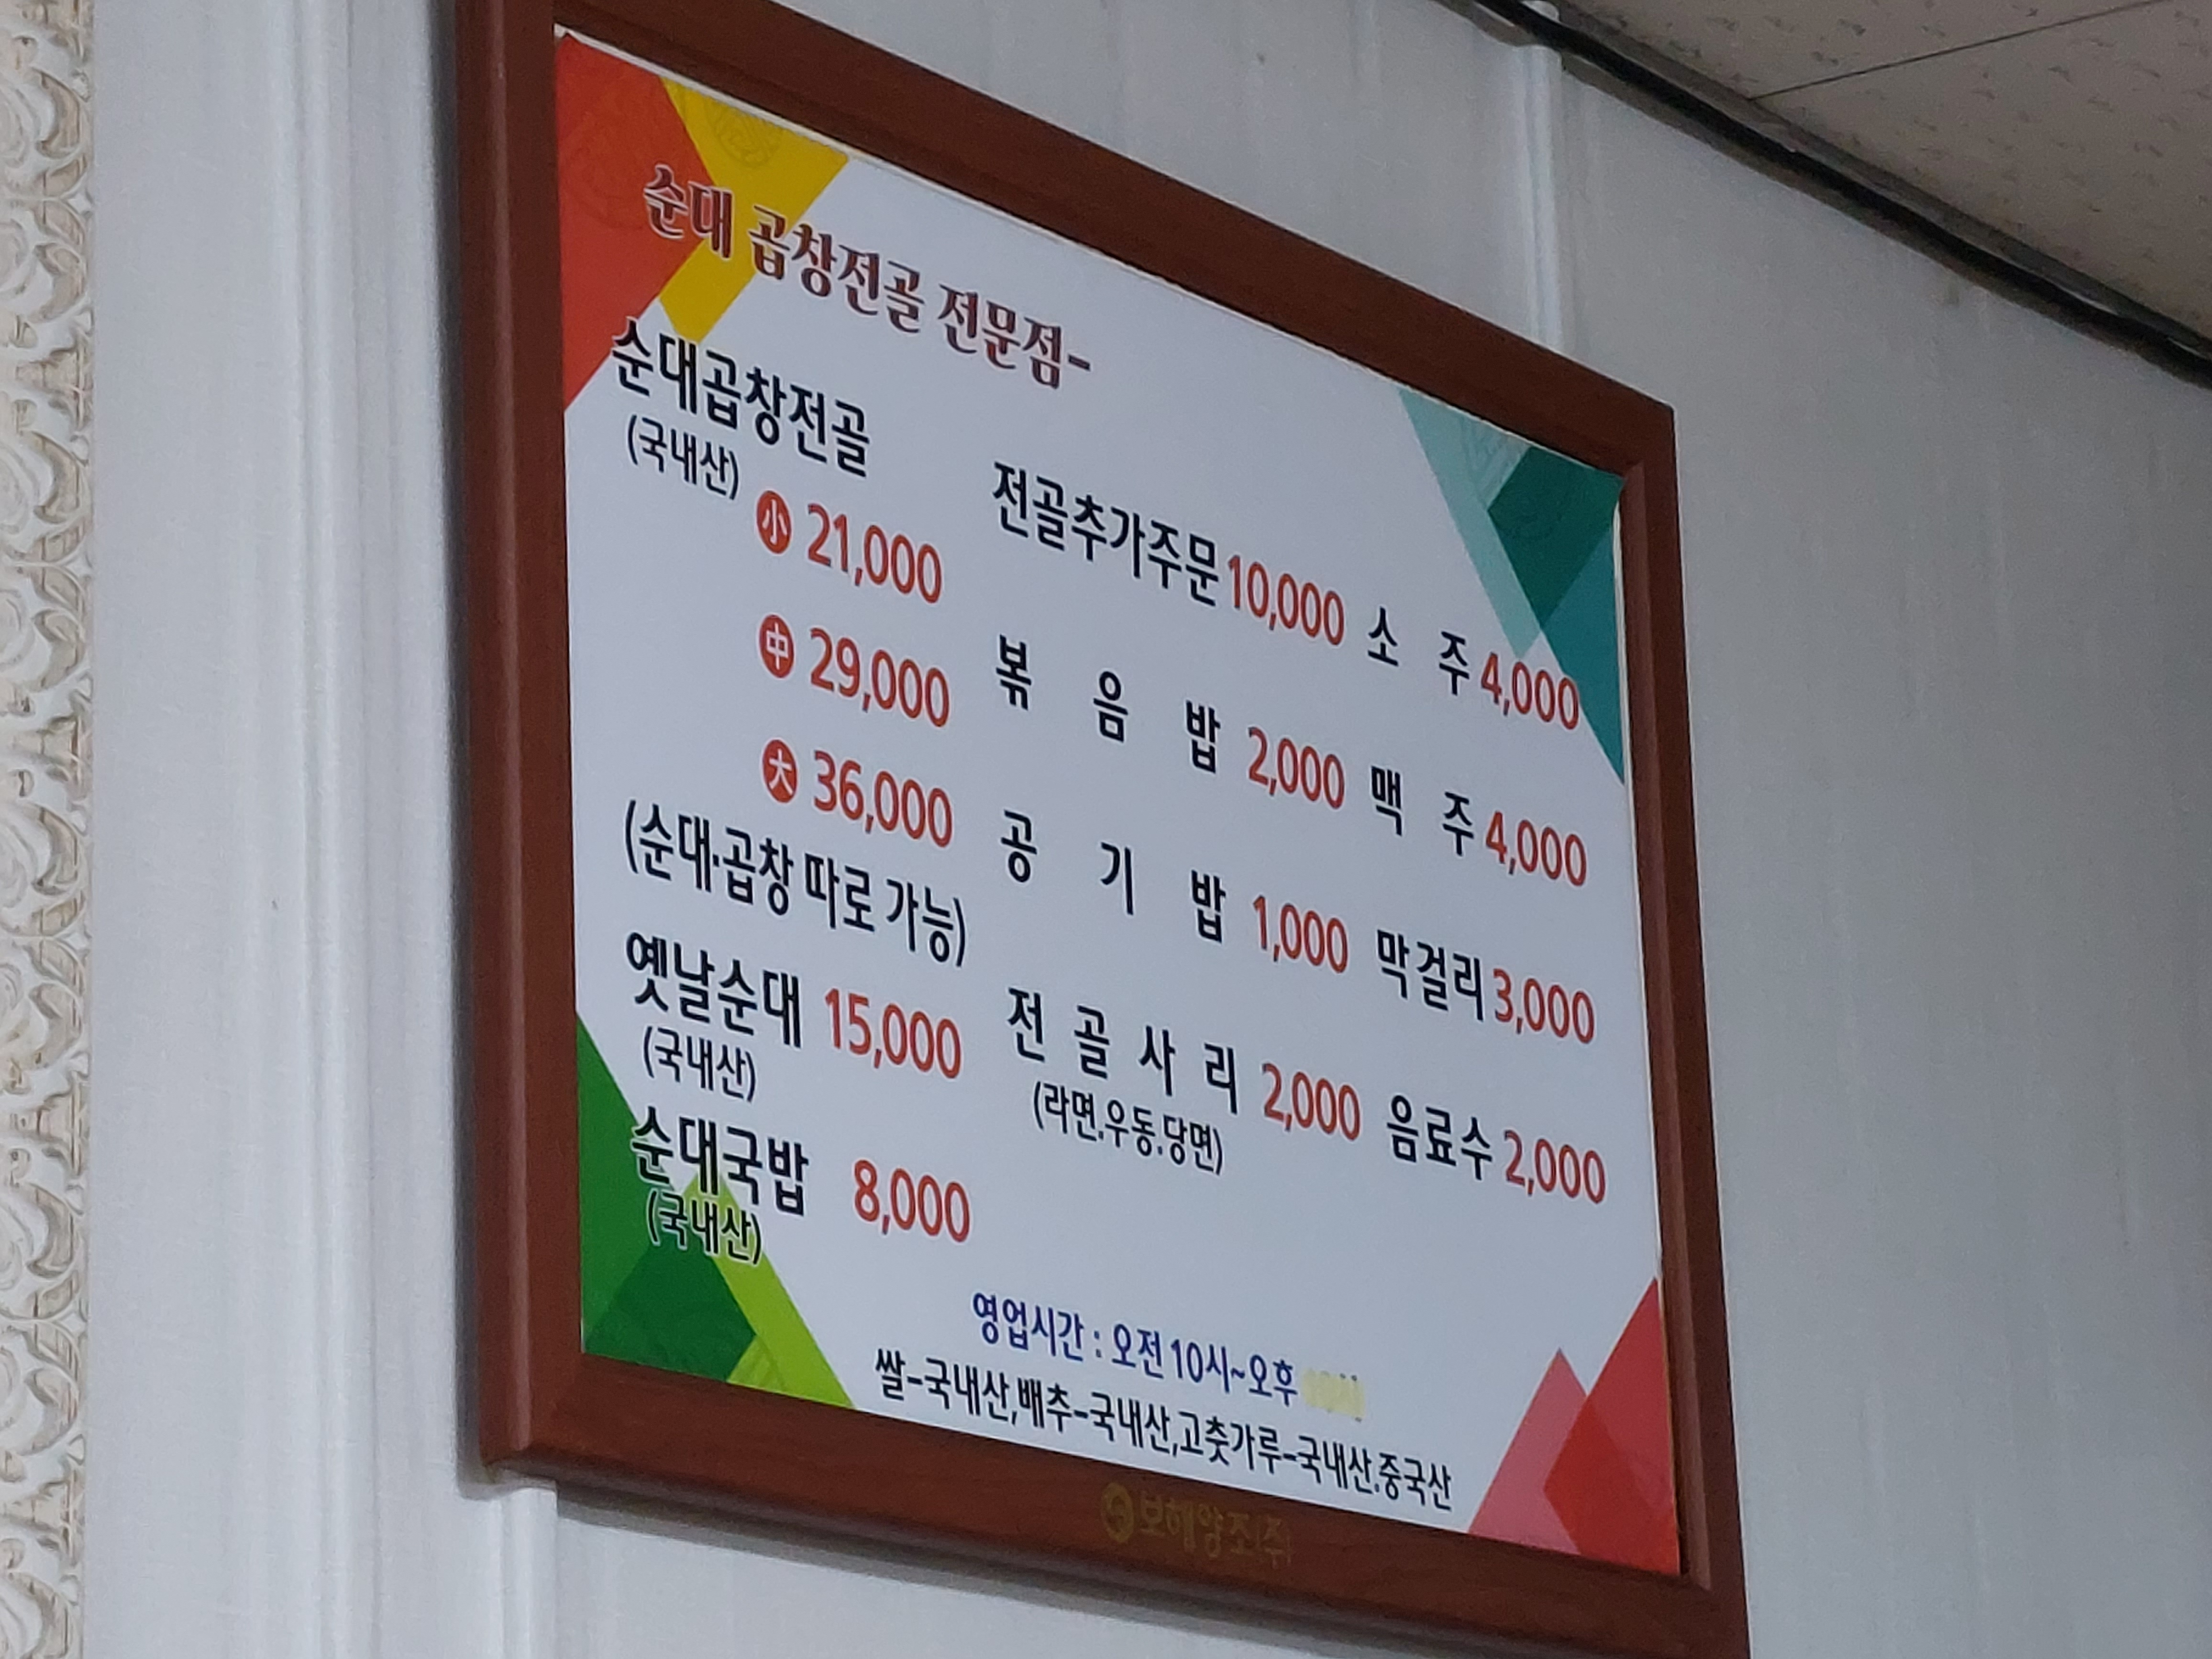 순대 곱창전골 전문점-
순대곱창전골
(국내산)
小 21,000
中 29,000
大 36,000
(순대·곱창 따로 가능)
옛날순대 15,000
(국내산)
순대국밥 8,000
(국내산)
전골추가주문 10,000
볶 음 밥 2,000
공 기 밥 1,000
전 골 사 리 2,000
(라면.우동.당면)
소 주 4,000
맥 주 4,000
막걸리 3,000
음료수 2,000
영업시간 : 오전 10시~오후
쌀-국내산,배추-국내산,고춧가루-국내산.중국산
보해양조(주)